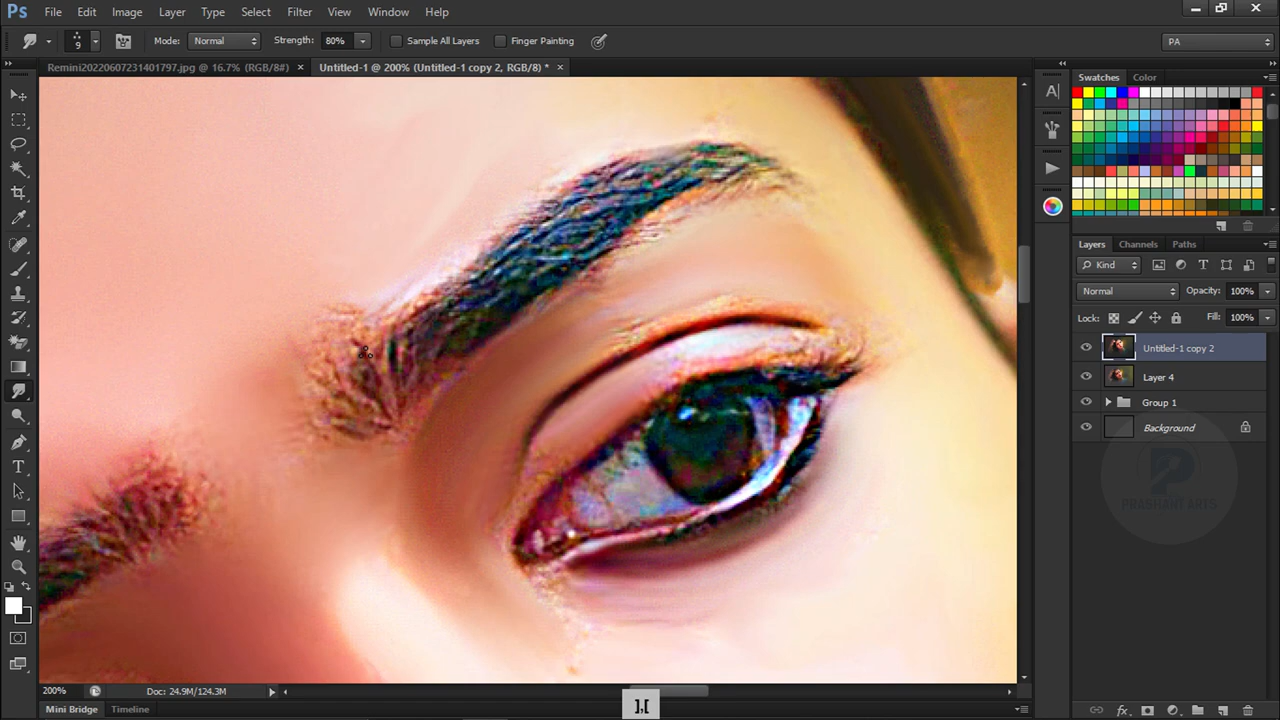 Ps File Edit Image Layer Type Select Filter View Window Help
9 Mode: Normal Strength: 80% Sample All Layers Finger Painting PA
Remini20220607231401797.jpg @ 16.7% (RGB/8#) × Untitled-1 @ 200% (Untitled-1 copy 2, RGB/8) * ×
Swatches Color
Layers Channels Paths
Kind
Normal Opacity: 100%
Lock: Fill: 100%
Untitled-1 copy 2
Layer 4
Group 1
Background
PRASHANT ARTS
200% Doc: 24.9M/124.3M
],[
Mini Bridge Timeline